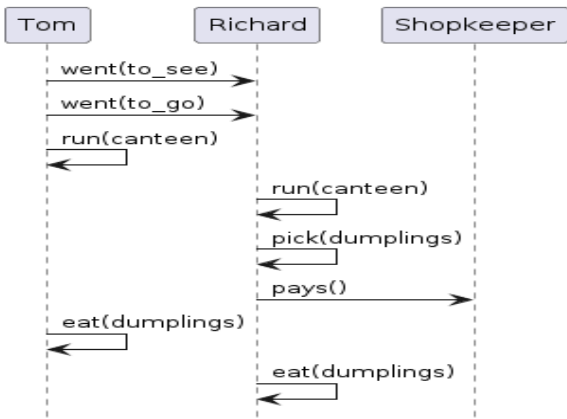 Tom Richard Shopkeeper
went(to_see)
went(to_go)
run(canteen)
run(canteen)
pick(dumplings)
pays()
eat(dumplings)
eat(dumplings)